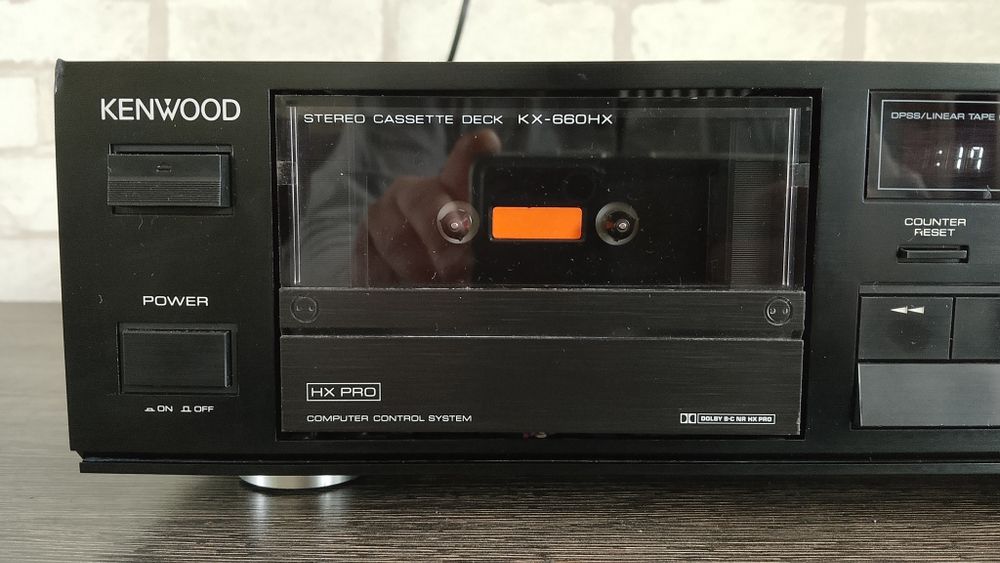 KENWOOD
STEREO CASSETTE DECK KX-660HX
DPSS/LINEAR TAPE
:17
COUNTER
RESET
POWER
ON OFF
HX PRO
COMPUTER CONTROL SYSTEM
DOLBY B-C NR HX PRO